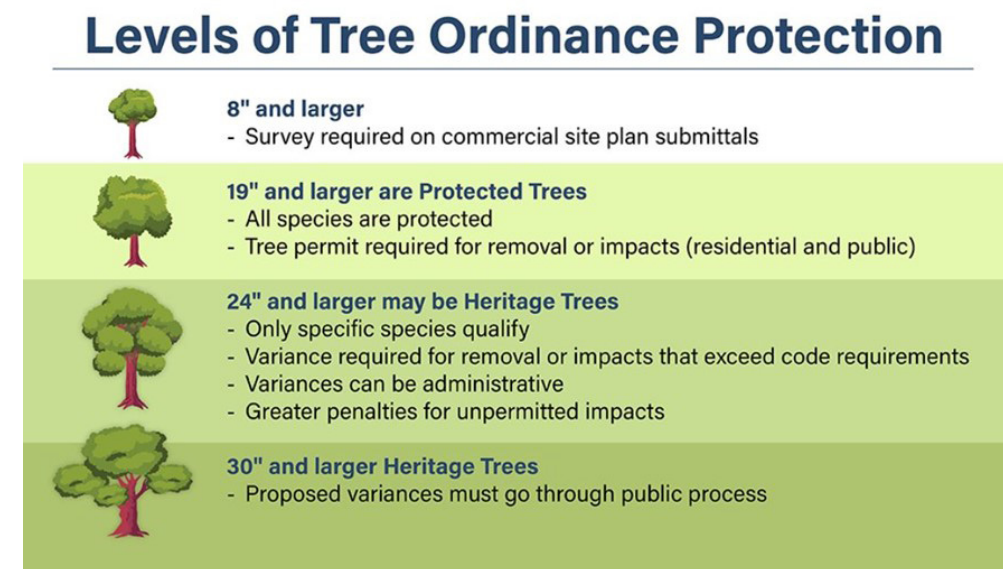 Levels of Tree Ordinance Protection
8" and larger
- Survey required on commercial site plan submittals
19" and larger are Protected Trees
- All species are protected
- Tree permit required for removal or impacts (residential and public)
24" and larger may be Heritage Trees
- Only specific species qualify
- Variance required for removal or impacts that exceed code requirements
- Variances can be administrative
- Greater penalties for unpermitted impacts
30" and larger Heritage Trees
- Proposed variances must go through public process